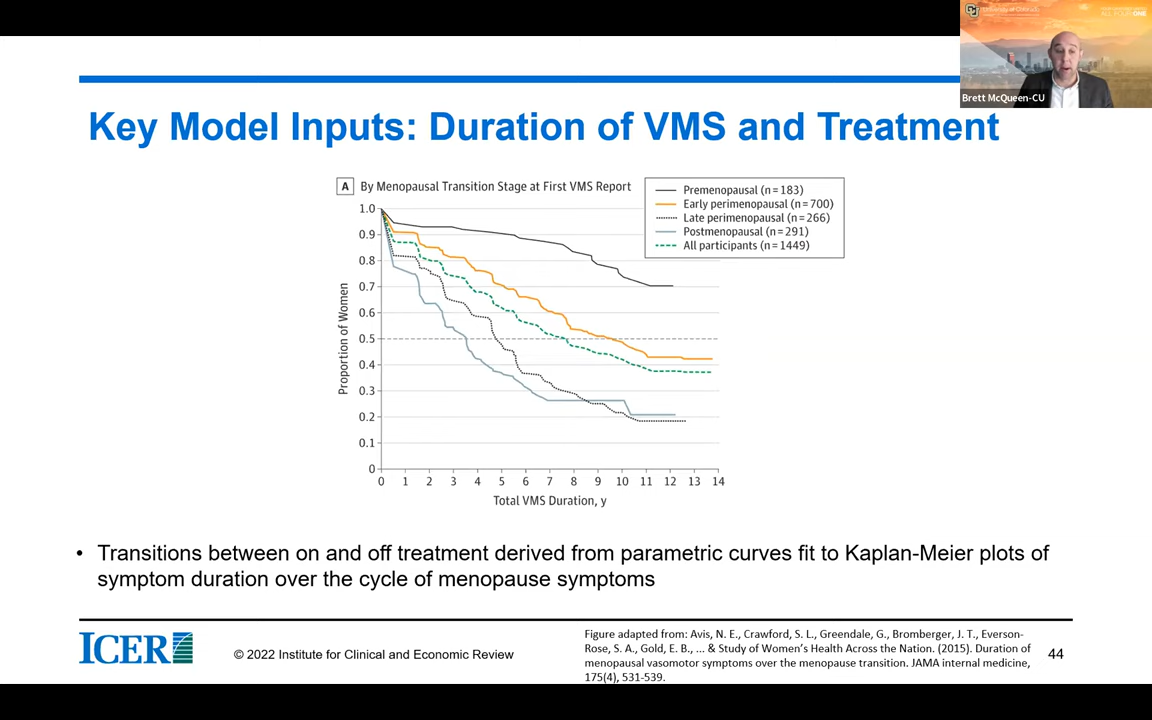 University of Colorado
Brett McQueen-CU
Key Model Inputs: Duration of VMS and Treatment
A By Menopausal Transition Stage at First VMS Report
Premenopausal (n=183)
Early perimenopausal (n=700)
Late perimenopausal (n=266)
Postmenopausal (n=291)
All participants (n=1449)
Proportion of Women
1.0
0.9
0.8
0.7
0.6
0.5
0.4
0.3
0.2
0.1
0
0 1 2 3 4 5 6 7 8 9 10 11 12 13 14
Total VMS Duration, y
• Transitions between on and off treatment derived from parametric curves fit to Kaplan-Meier plots of
symptom duration over the cycle of menopause symptoms
ICER
© 2022 Institute for Clinical and Economic Review
Figure adapted from: Avis, N. E., Crawford, S. L., Greendale, G., Bromberger, J. T., Everson-
Rose, S. A., Gold, E. B., ... & Study of Women's Health Across the Nation. (2015). Duration of
menopausal vasomotor symptoms over the menopause transition. JAMA internal medicine,
175(4), 531-539.
44